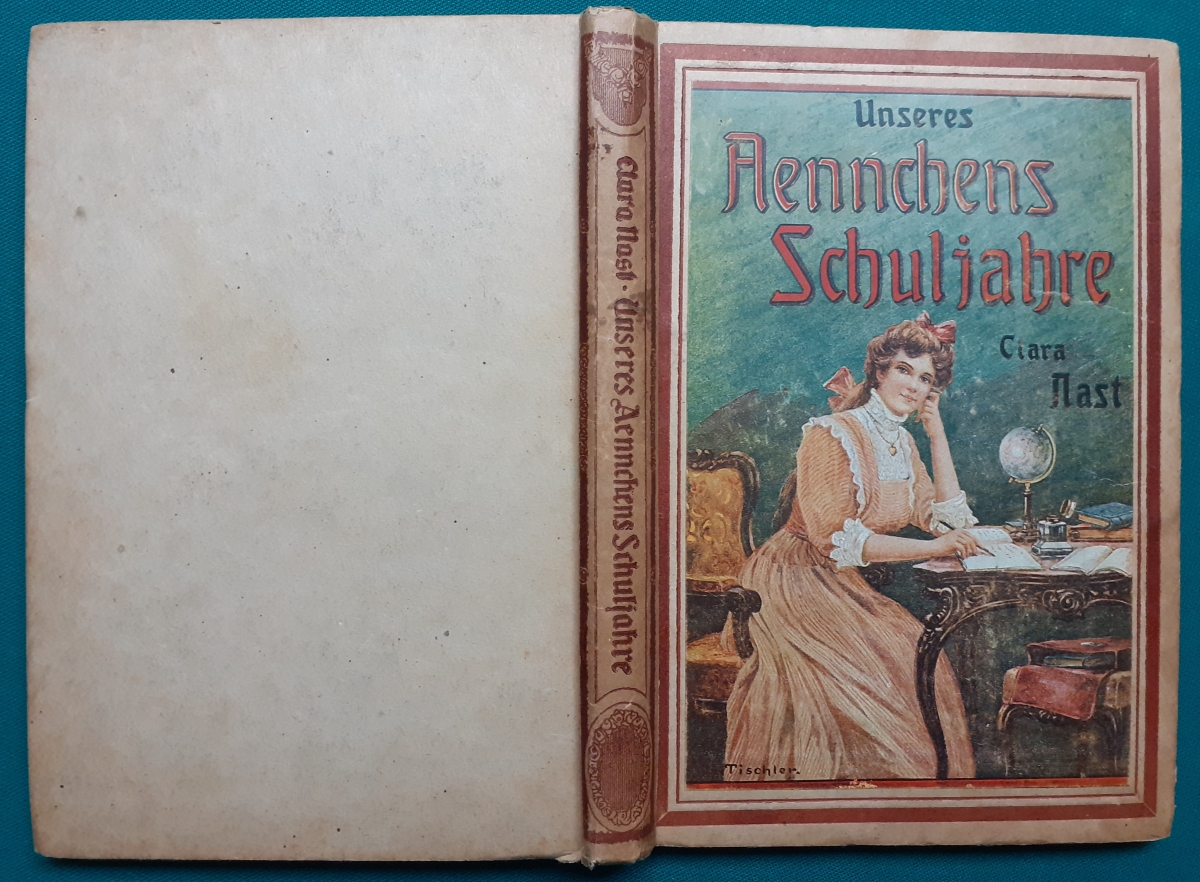 Clara Nast · Unseres Aennchens Schuljahre
Unseres
Aennchens
Schuljahre
Clara
Nast
Tischler.